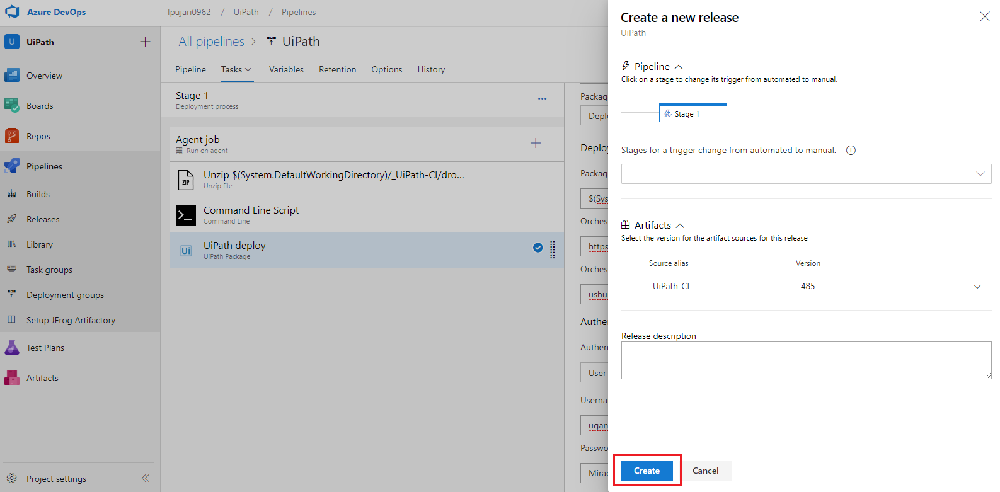 Azure DevOps
lpujari0962 / UiPath / Pipelines
U UiPath
Overview
Boards
Repos
Pipelines
Builds
Releases
Library
Task groups
Deployment groups
Setup JFrog Artifactory
Test Plans
Artifacts
Project settings
All pipelines > UiPath
Pipeline Tasks Variables Retention Options History
Stage 1
Deployment process
Agent job
Run on agent
ZIP
Unzip $(System.DefaultWorkingDirectory)/_UiPath-CI/dro...
Unzip file
Command Line Script
Command Line
Ui
UiPath deploy
UiPath Package
Packag
Deplo
Deploy
Packag
$(Sys
Orches
https
Orches
ushu
Authen
Authen
User
Userna
ugan
Passwo
Mirac
Create a new release
UiPath
Pipeline
Click on a stage to change its trigger from automated to manual.
Stage 1
Stages for a trigger change from automated to manual.
Artifacts
Select the version for the artifact sources for this release
Source alias Version
_UiPath-CI 485
Release description
Create Cancel